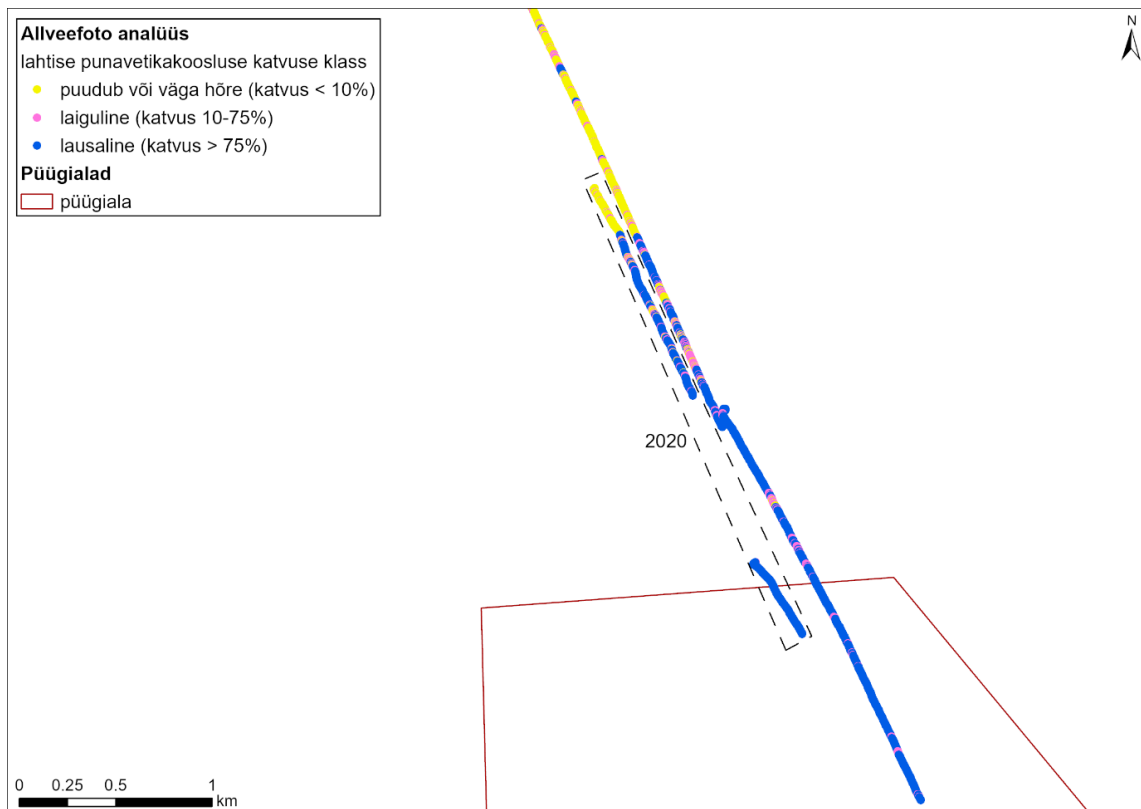 Allveefoto analüüs
lahtise punavetikakoosluse katvuse klass
puudub või väga hõre (katvus < 10%)
laiguline (katvus 10-75%)
lausaline (katvus > 75%)
Püügialad
püügiala
N
2020
0 0.25 0.5 1
km